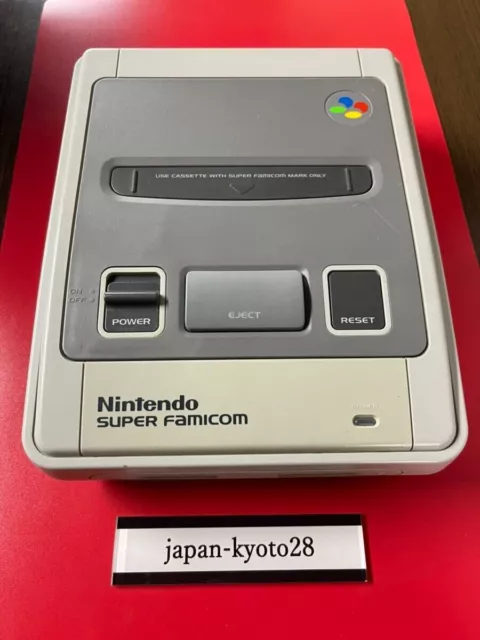 USE CASSETTE WITH SUPER FAMICOM MARK ONLY
ON
OFF
POWER
EJECT
RESET
Nintendo
SUPER FAMICOM
japan-kyoto28